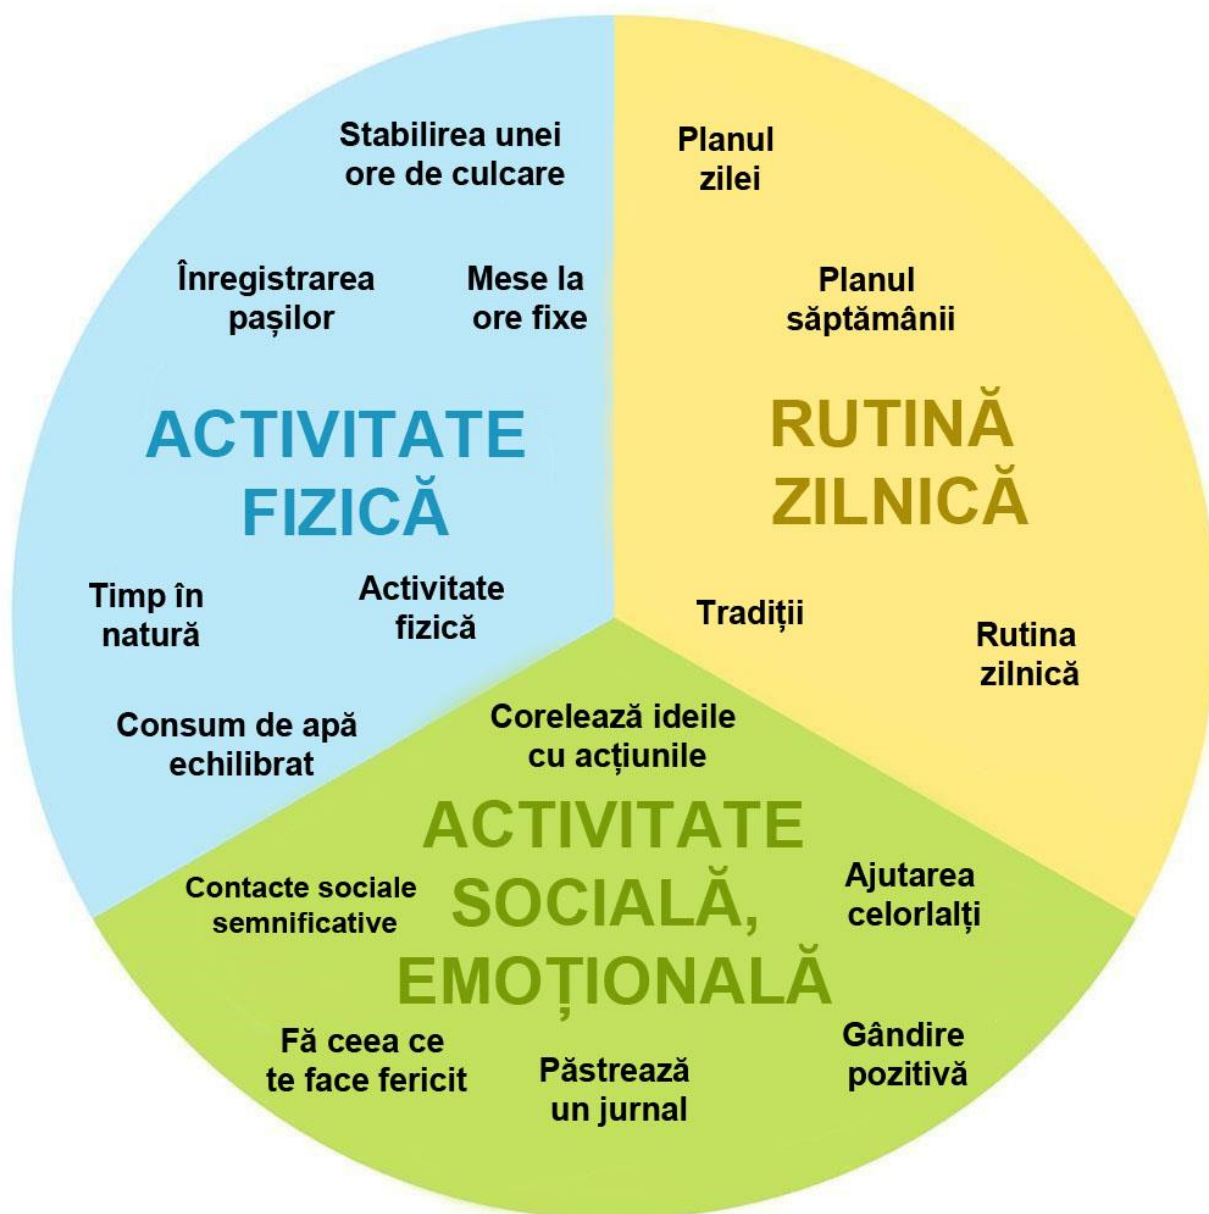 Stabilirea unei
ore de culcare
Înregistrarea
pașilor
Mese la
ore fixe
ACTIVITATE
FIZICĂ
Timp în
natură
Activitate
fizică
Consum de apă
echilibrat
Planul
zilei
Planul
săptămânii
RUTINĂ
ZILNICĂ
Tradiții
Rutina
zilnică
Corelează ideile
cu acțiunile
ACTIVITATE
SOCIALĂ,
EMOȚIONALĂ
Contacte sociale
semnificative
Ajutarea
celorlalți
Fă ceea ce
te face fericit
Păstrează
un jurnal
Gândire
pozitivă